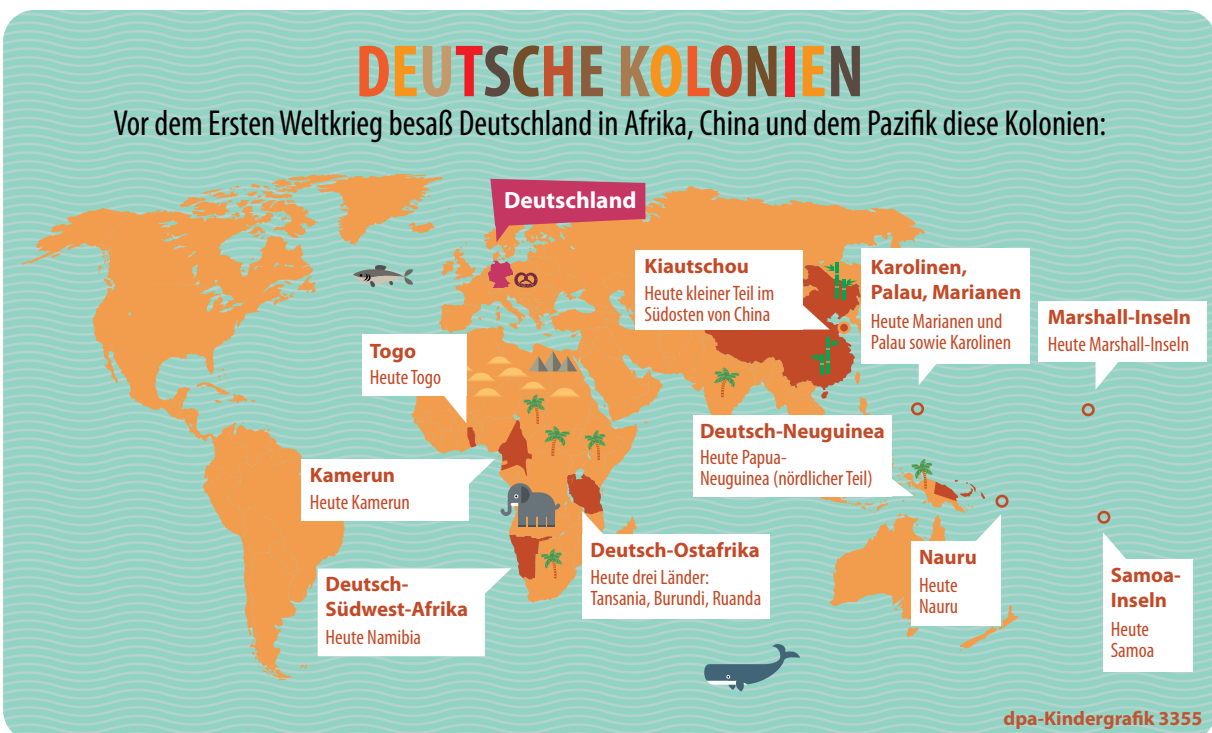 DEUTSCHE KOLONIEN
Vor dem Ersten Weltkrieg besaß Deutschland in Afrika, China und dem Pazifik diese Kolonien:
Deutschland
Kiautschou
Heute kleiner Teil im
Südosten von China
Karolinen,
Palau, Marianen
Heute Marianen und
Palau sowie Karolinen
Marshall-Inseln
Heute Marshall-Inseln
Togo
Heute Togo
Deutsch-Neuguinea
Heute Papua-
Neuguinea (nördlicher Teil)
Kamerun
Heute Kamerun
Deutsch-Ostafrika
Heute drei Länder:
Tansania, Burundi, Ruanda
Nauru
Heute
Nauru
Samoa-
Inseln
Heute
Samoa
Deutsch-
Südwest-Afrika
Heute Namibia
dpa-Kindergrafik 3355